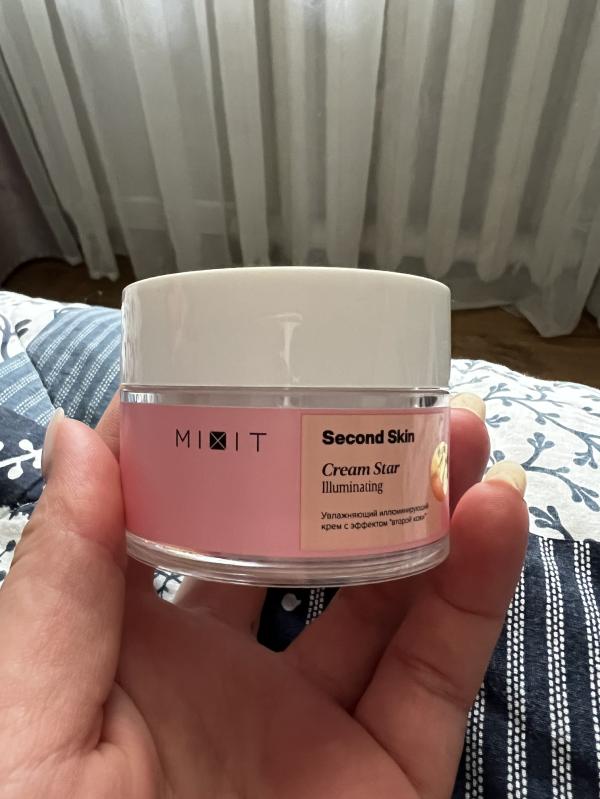 MIXIT
Second Skin
Cream Star
Illuminating
Увлажняющий иллюминирующий
крем с эффектом "второй кожи"